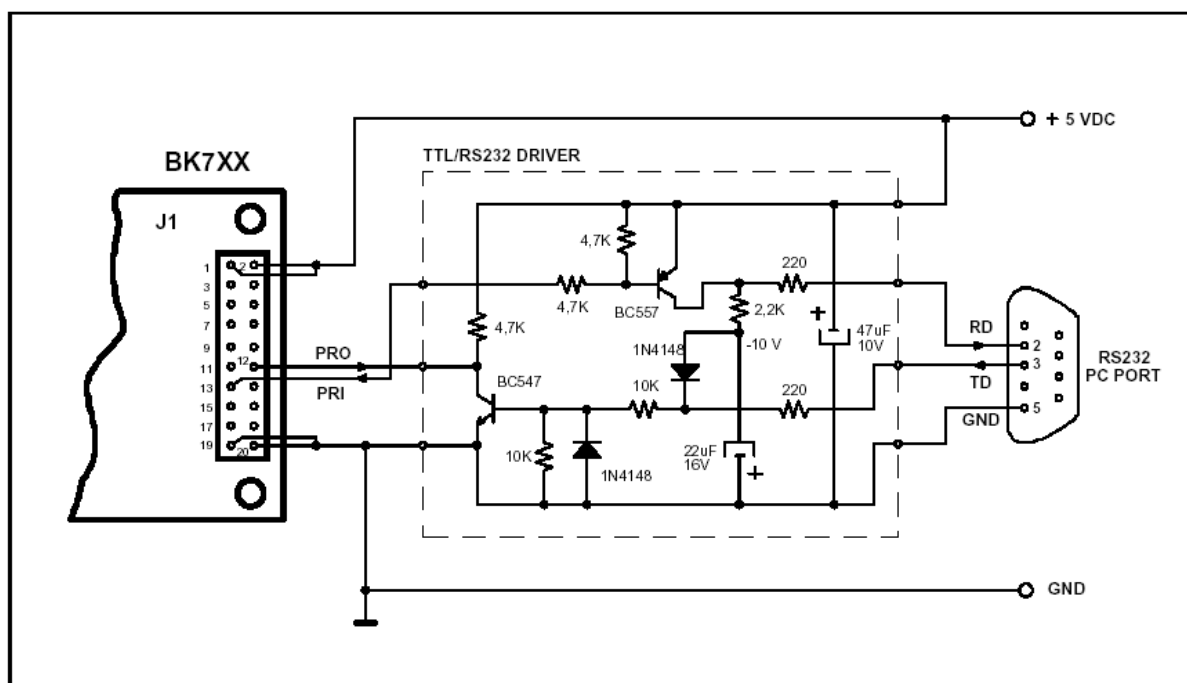 + 5 VDC
TTL/RS232 DRIVER
BK7XX
J1
4,7K
220
1
2
3
4,7K
BC557
2,2K
+
47uF
10V
5
7
4,7K
-10 V
RD
2
1N4148
9
RS232
PC PORT
12
11
PRO
3
TD
13
PRI
BC547
10K
220
15
GND
5
17
19
20
10K
1N4148
22uF
16V
+
GND